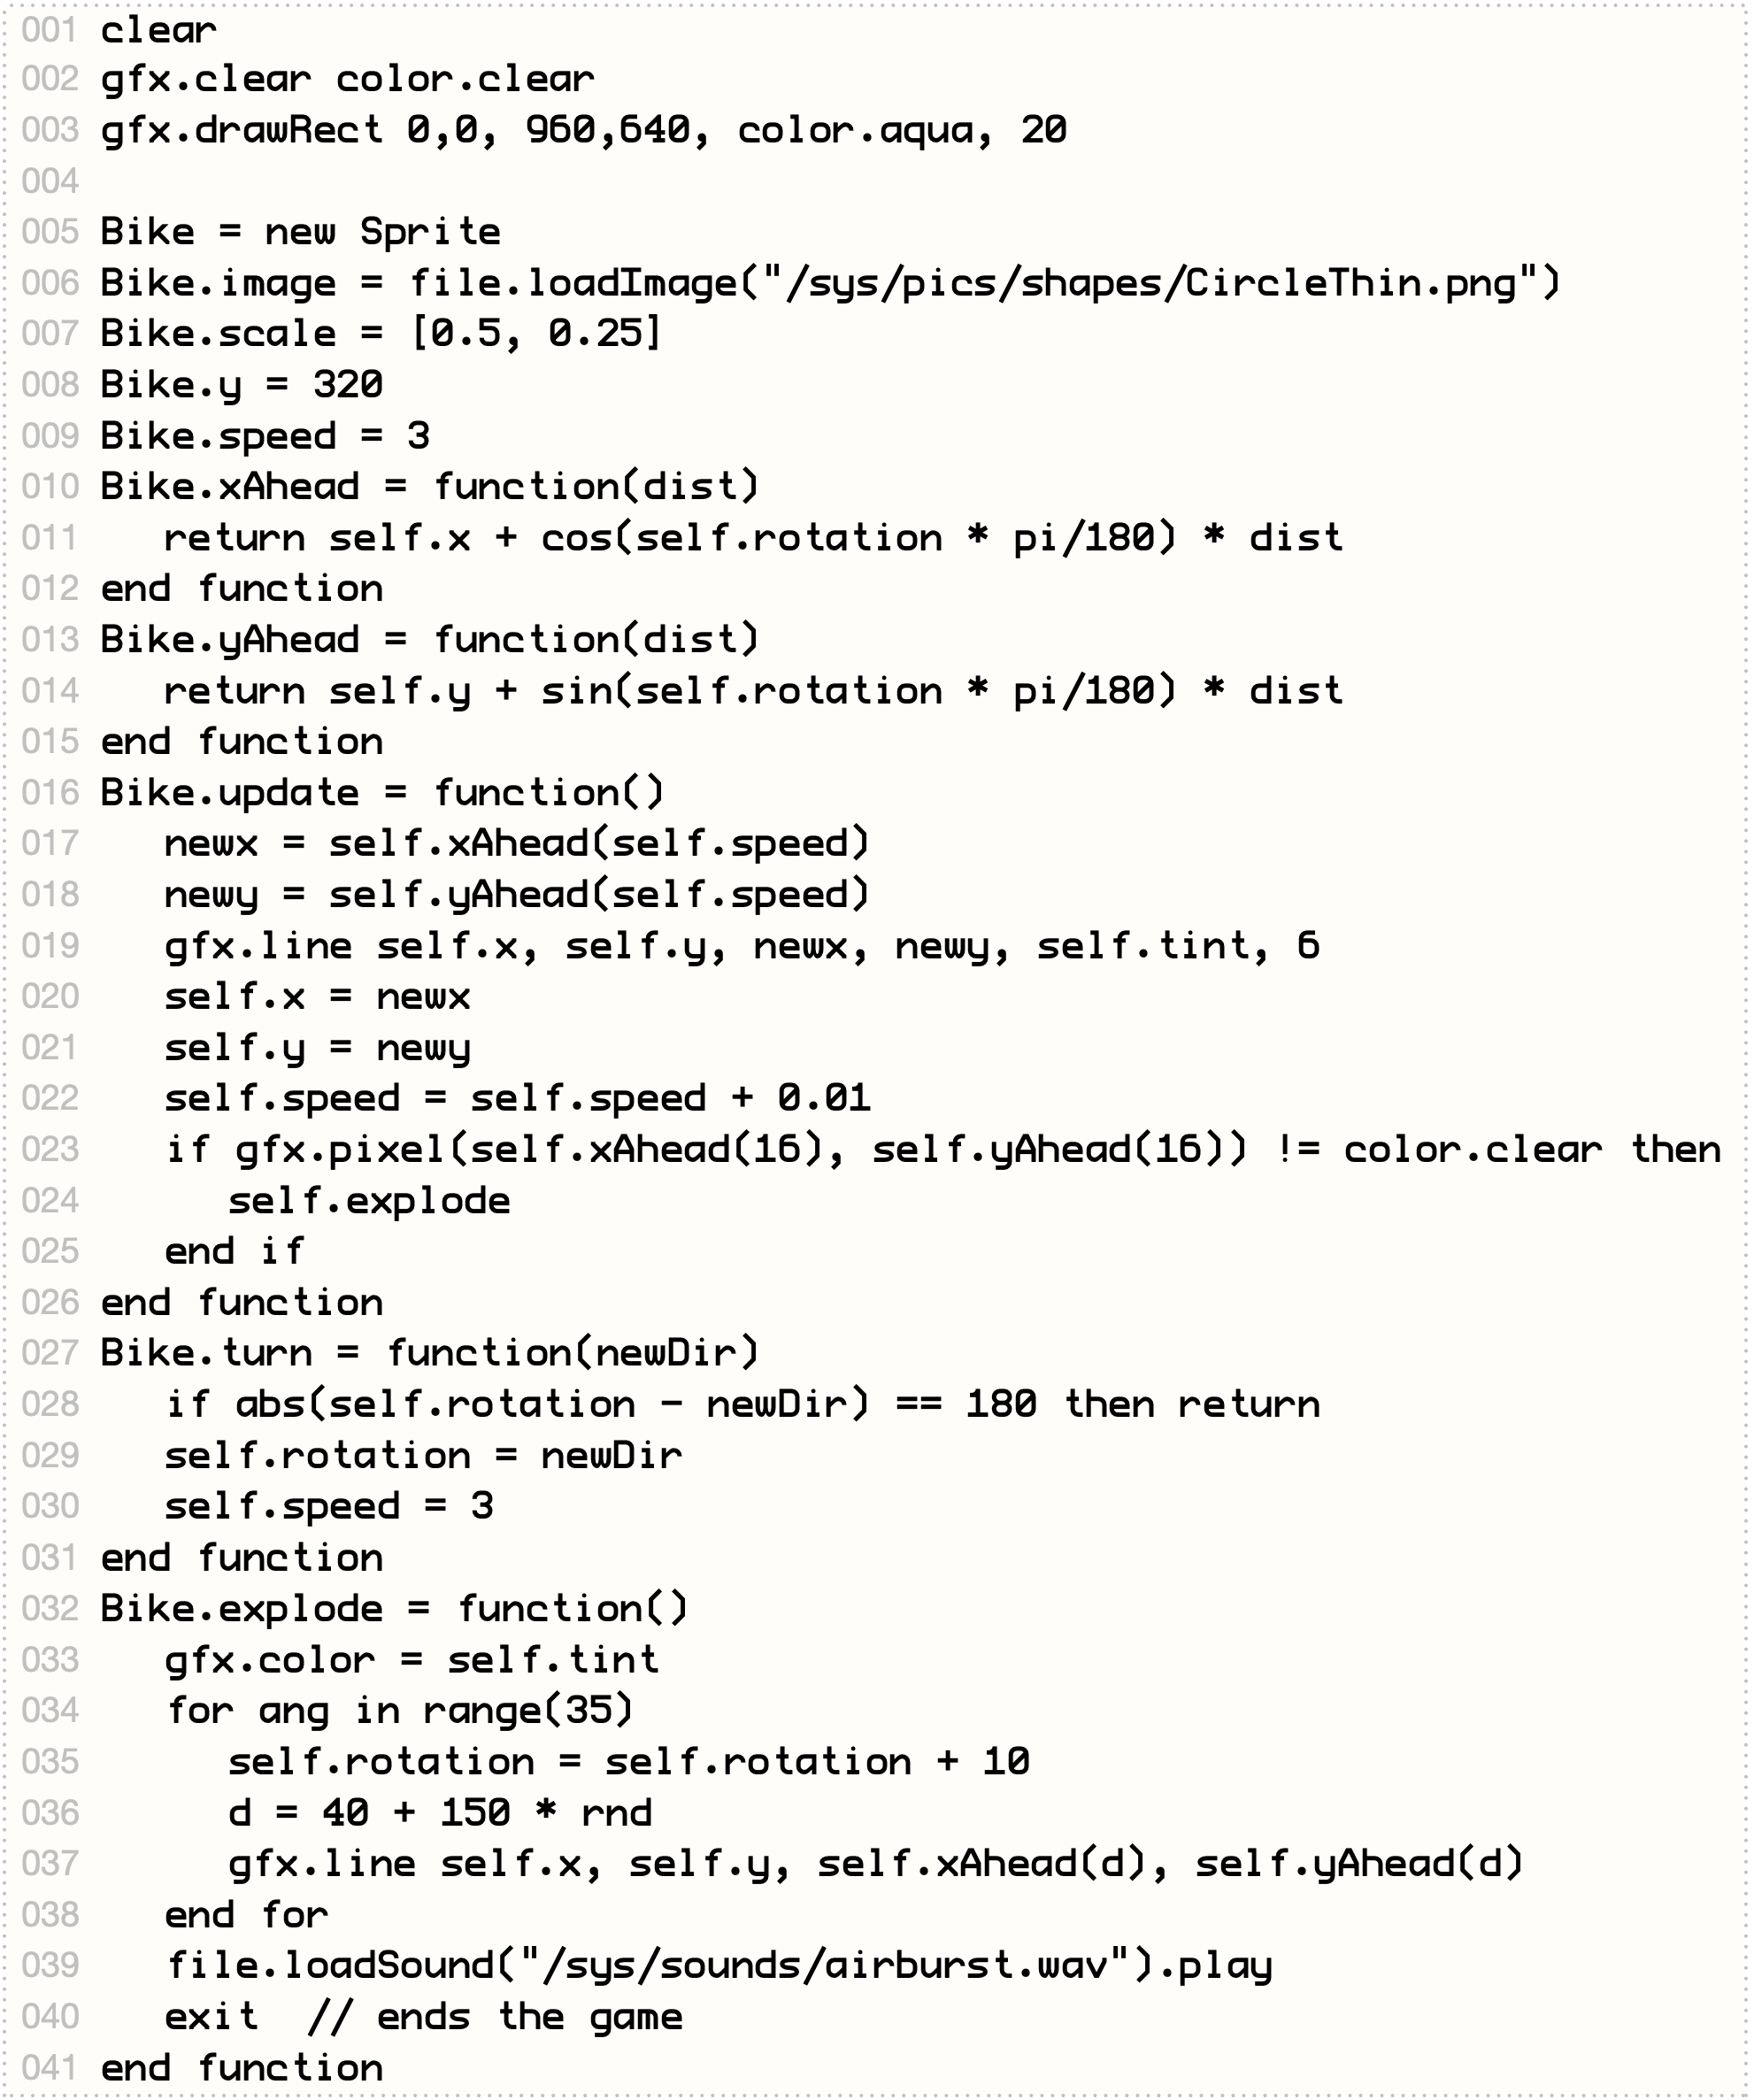 001 clear
002 gfx.clear color.clear
003 gfx.drawRect 0,0, 960,640, color.aqua, 20
004
005 Bike = new Sprite
006 Bike.image = file.loadImage("/sys/pics/shapes/CircleThin.png")
007 Bike.scale = [0.5, 0.25]
008 Bike.y = 320
009 Bike.speed = 3
010 Bike.xAhead = function(dist)
011    return self.x + cos(self.rotation * pi/180) * dist
012 end function
013 Bike.yAhead = function(dist)
014    return self.y + sin(self.rotation * pi/180) * dist
015 end function
016 Bike.update = function()
017    newx = self.xAhead(self.speed)
018    newy = self.yAhead(self.speed)
019    gfx.line self.x, self.y, newx, newy, self.tint, 6
020    self.x = newx
021    self.y = newy
022    self.speed = self.speed + 0.01
023    if gfx.pixel(self.xAhead(16), self.yAhead(16)) != color.clear then
024       self.explode
025    end if
026 end function
027 Bike.turn = function(newDir)
028    if abs(self.rotation - newDir) == 180 then return
029    self.rotation = newDir
030    self.speed = 3
031 end function
032 Bike.explode = function()
033    gfx.color = self.tint
034    for ang in range(35)
035       self.rotation = self.rotation + 10
036       d = 40 + 150 * rnd
037       gfx.line self.x, self.y, self.xAhead(d), self.yAhead(d)
038    end for
039    file.loadSound("/sys/sounds/airburst.wav").play
040    exit  // ends the game
041 end function